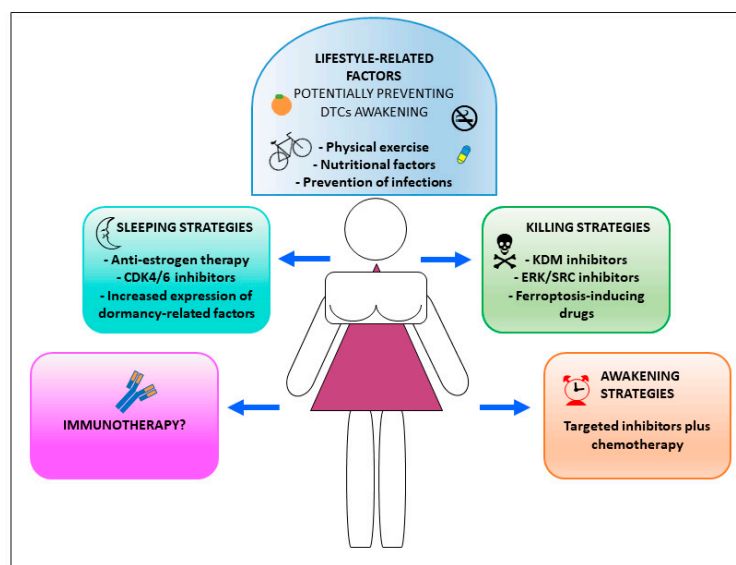 LIFESTYLE-RELATED
FACTORS
POTENTIALLY PREVENTING
DTCs AWAKENING
- Physical exercise
- Nutritional factors
- Prevention of infections
SLEEPING STRATEGIES
- Anti-estrogen therapy
- CDK4/6 inhibitors
- Increased expression of
dormancy-related factors
KILLING STRATEGIES
- KDM inhibitors
- ERK/SRC inhibitors
- Ferroptosis-inducing
drugs
IMMUNOTHERAPY?
AWAKENING
STRATEGIES
Targeted inhibitors plus
chemotherapy